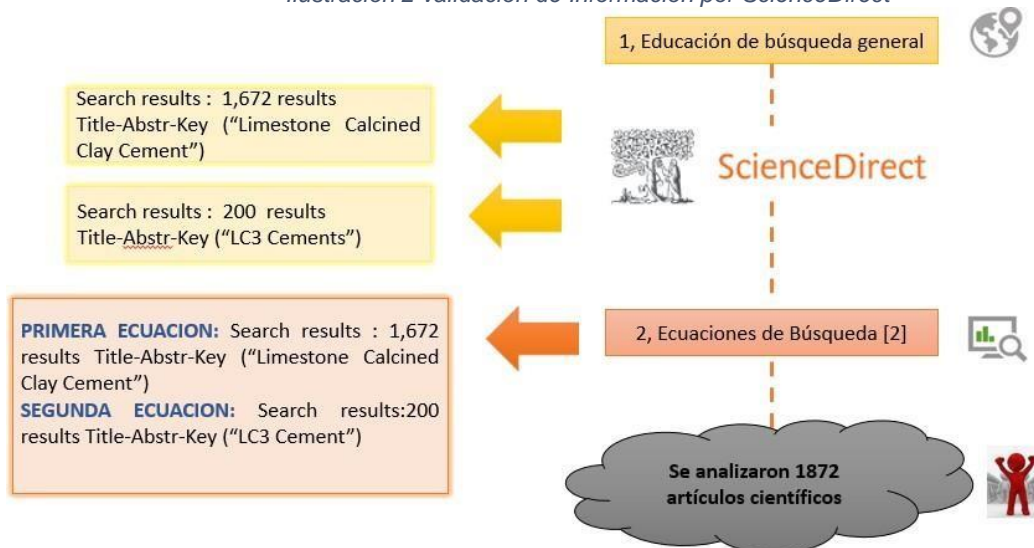 Ilustración 2 Validación de Información por ScienceDirect
1, Educación de búsqueda general
Search results : 1,672 results
Title-Abstr-Key (“Limestone Calcined
Clay Cement”)
ScienceDirect
Search results : 200 results
Title-Abstr-Key (“LC3 Cements”)
PRIMERA ECUACION: Search results : 1,672
results Title-Abstr-Key (“Limestone Calcined
Clay Cement”)
SEGUNDA ECUACION: Search results:200
results Title-Abstr-Key (“LC3 Cement”)
2, Ecuaciones de Búsqueda [2]
Se analizaron 1872
artículos científicos